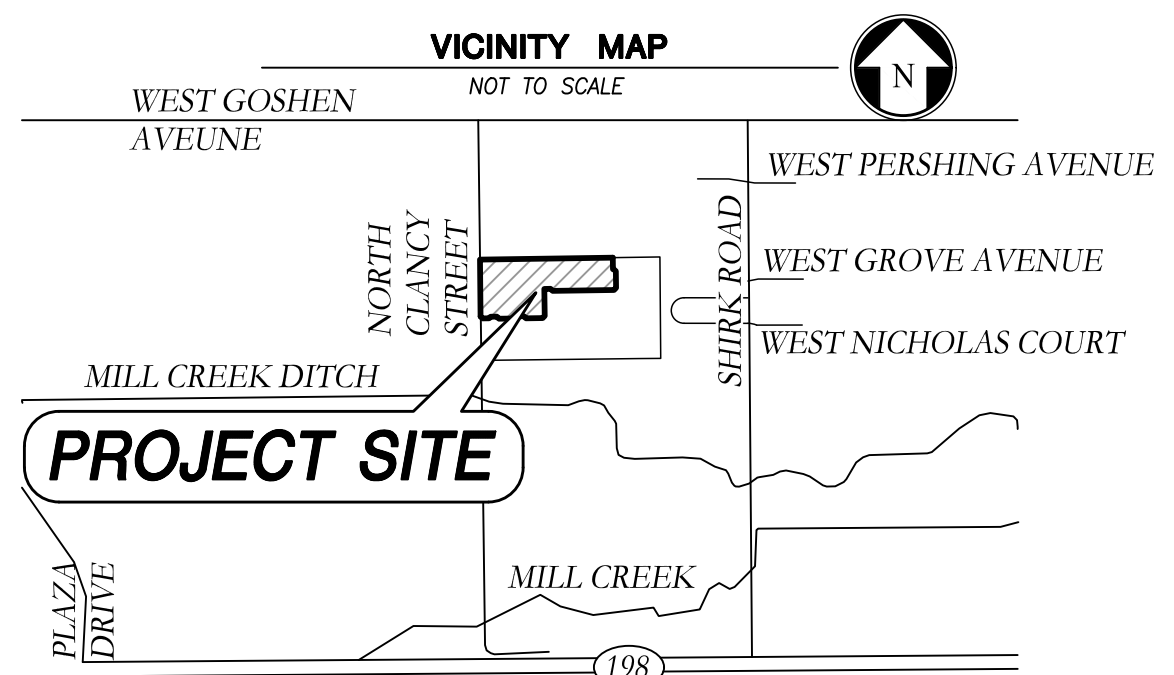 VICINITY MAP
NOT TO SCALE
N
WEST GOSHEN
AVEUNE
WEST PERSHING AVENUE
NORTH
CLANCY
STREET
SHIRK ROAD
WEST GROVE AVENUE
WEST NICHOLAS COURT
MILL CREEK DITCH
PROJECT SITE
MILL CREEK
PLAZA
DRIVE
198